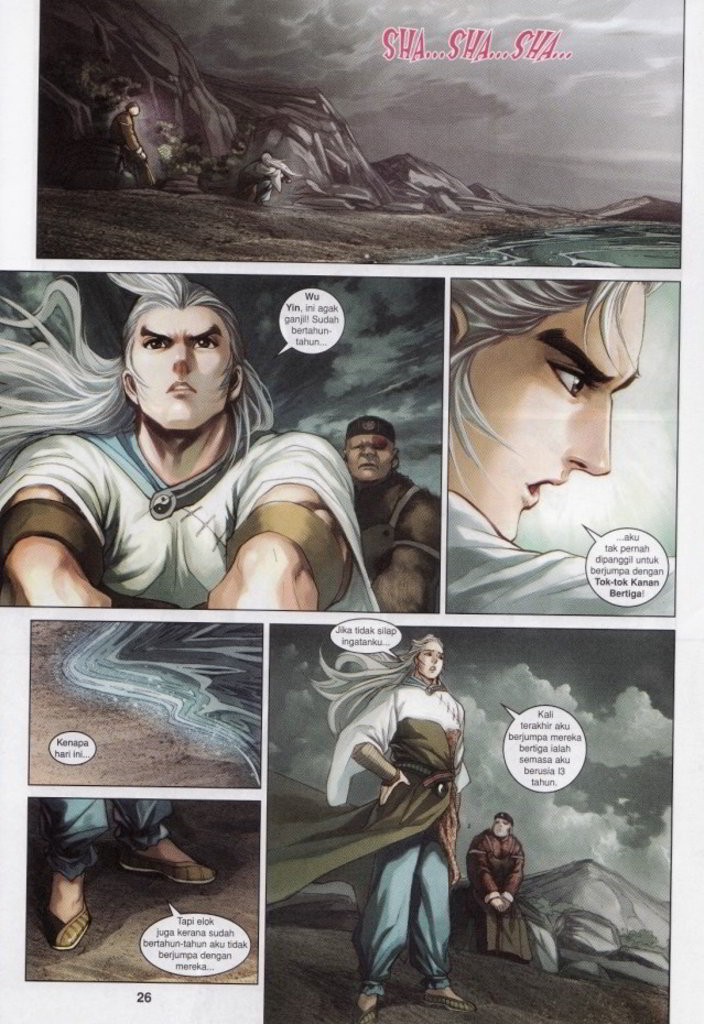 SHA...SHA...SHA...
Wu
Yin, ini agak
ganjil! Sudah
bertahun-
tahun...
...aku
tak pernah
dipanggil untuk
berjumpa dengan
Tok-tok Kanan
Bertiga!
Kenapa
hari ini...
Tapi elok
juga kerana sudah
bertahun-tahun aku tidak
berjumpa dengan
mereka...
Jika tidak silap
ingatanku...
Kali
terakhir aku
berjumpa mereka
bertiga ialah
semasa aku
berusia 13
tahun.
26